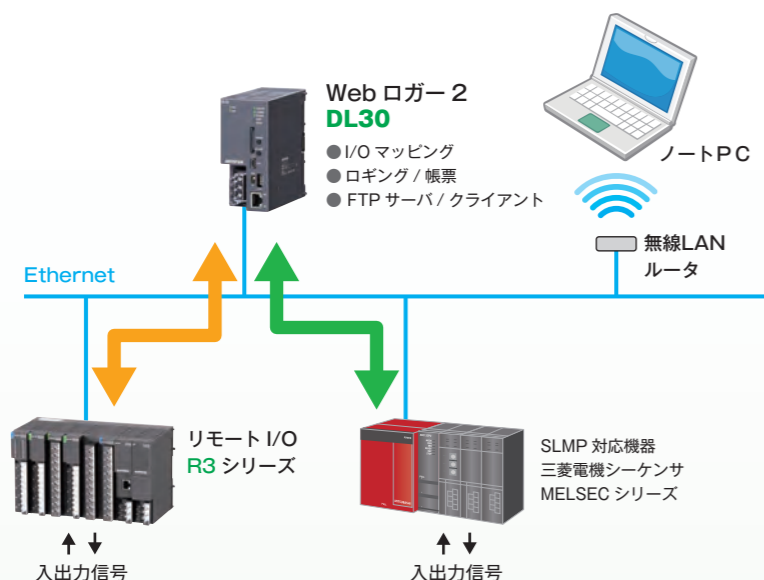 Web ロガー 2
DL30
● I/O マッピング
● ロギング / 帳票
● FTP サーバ / クライアント
ノートPC
無線LAN
ルータ
Ethernet
リモート I/O
R3 シリーズ
SLMP 対応機器
三菱電機シーケンサ
MELSEC シリーズ
入出力信号
入出力信号